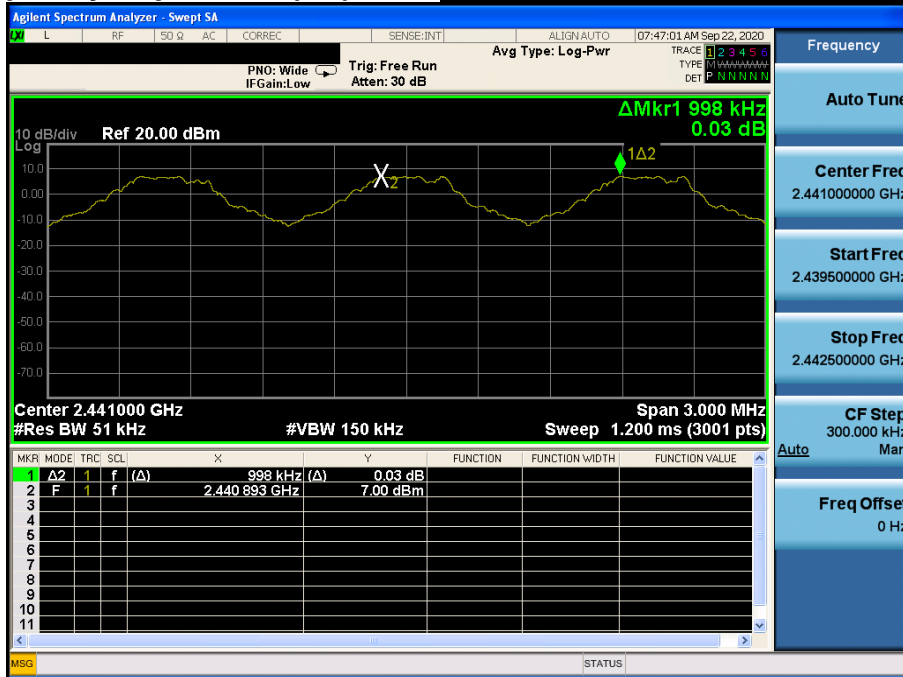 Agilent Spectrum Analyzer - Swept SA
LXI L RF 50 Ω AC CORREC SENSE:INT ALIGN AUTO 07:47:01 AM Sep 22, 2020
Avg Type: Log-Pwr TRACE 1 2 3 4 5 6
PNO: Wide Trig: Free Run TYPE M WWWWW
IFGain:Low Atten: 30 dB DET P N N N N N
ΔMkr1 998 kHz
0.03 dB
10 dB/div Ref 20.00 dBm
Log
1Δ2
10.0
X2
0.00
-10.0
-20.0
-30.0
-40.0
-50.0
-60.0
-70.0
Center 2.441000 GHz Span 3.000 MHz
#Res BW 51 kHz #VBW 150 kHz Sweep 1.200 ms (3001 pts)
MKR MODE TRC SCL X Y FUNCTION FUNCTION WIDTH FUNCTION VALUE
1 Δ2 1 f (Δ) 998 kHz (Δ) 0.03 dB
2 F 1 f 2.440 893 GHz 7.00 dBm
3
4
5
6
7
8
9
10
11
MSG STATUS
Frequency
Auto Tune
Center Freq
2.441000000 GHz
Start Freq
2.439500000 GHz
Stop Freq
2.442500000 GHz
CF Step
300.000 kHz
Auto Man
Freq Offset
0 Hz